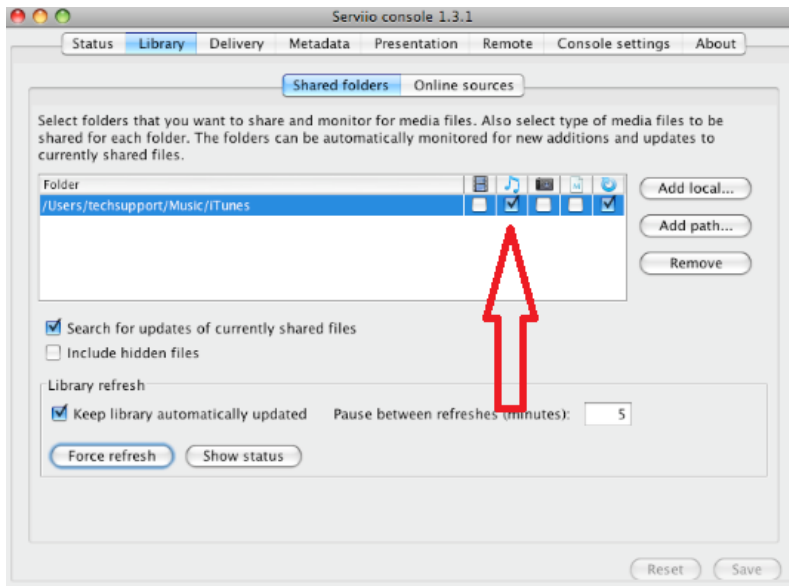 Serviio console 1.3.1
Status Library Delivery Metadata Presentation Remote Console settings About
Shared folders Online sources
Select folders that you want to share and monitor for media files. Also select type of media files to be
shared for each folder. The folders can be automatically monitored for new additions and updates to
currently shared files.
Folder
/Users/techsupport/Music/iTunes
Add local...
Add path...
Remove
Search for updates of currently shared files
Include hidden files
Library refresh
Keep library automatically updated Pause between refreshes (minutes): 5
Force refresh Show status
Reset Save